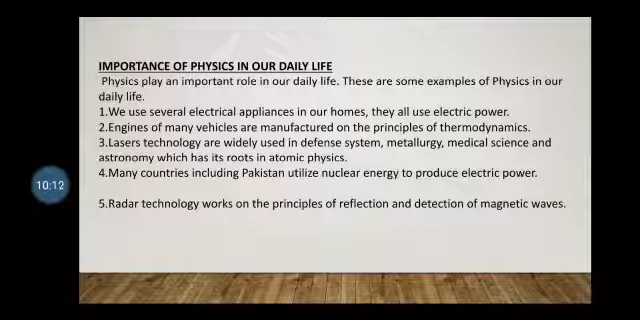 IMPORTANCE OF PHYSICS IN OUR DAILY LIFE
Physics play an important role in our daily life. These are some examples of Physics in our
daily life.
1.We use several electrical appliances in our homes, they all use electric power.
2.Engines of many vehicles are manufactured on the principles of thermodynamics.
3.Lasers technology are widely used in defense system, metallurgy, medical science and
astronomy which has its roots in atomic physics.
10:12
4.Many countries including Pakistan utilize nuclear energy to produce electric power.
5.Radar technology works on the principles of reflection and detection of magnetic waves.